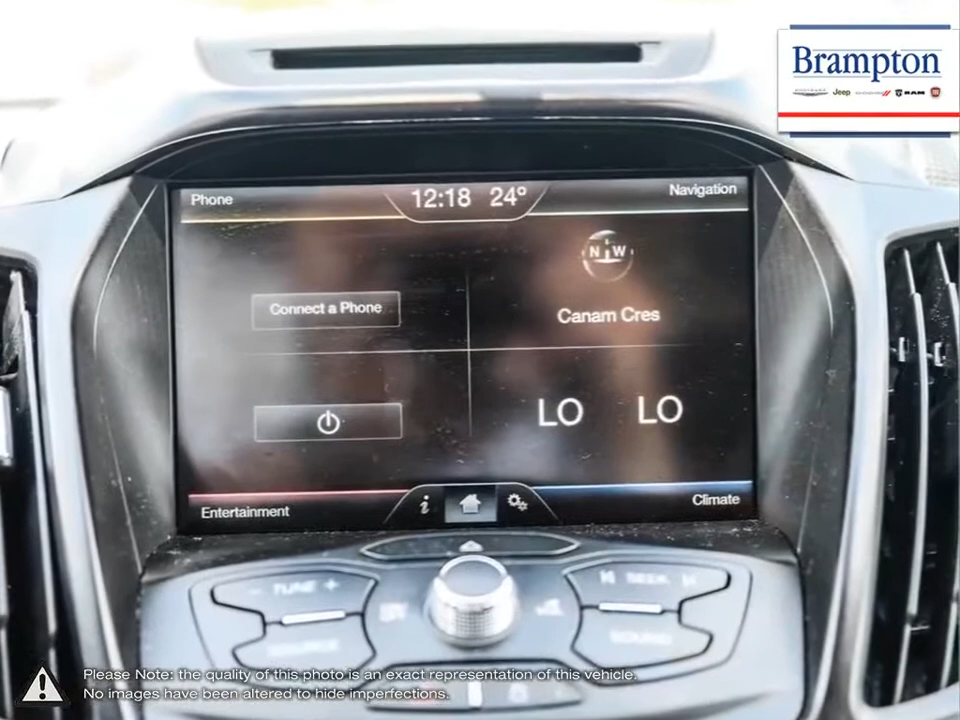 Brampton
Jeep
RAM
Phone
12:18 24°
Navigation
N W
Connect a Phone
Canam Cres
LO LO
Entertainment
i
Climate
- TUNE +
SEEK
SOURCE
SOUND
Please Note: the quality of this photo is an exact representation of this vehicle.
No images have been altered to hide imperfections.